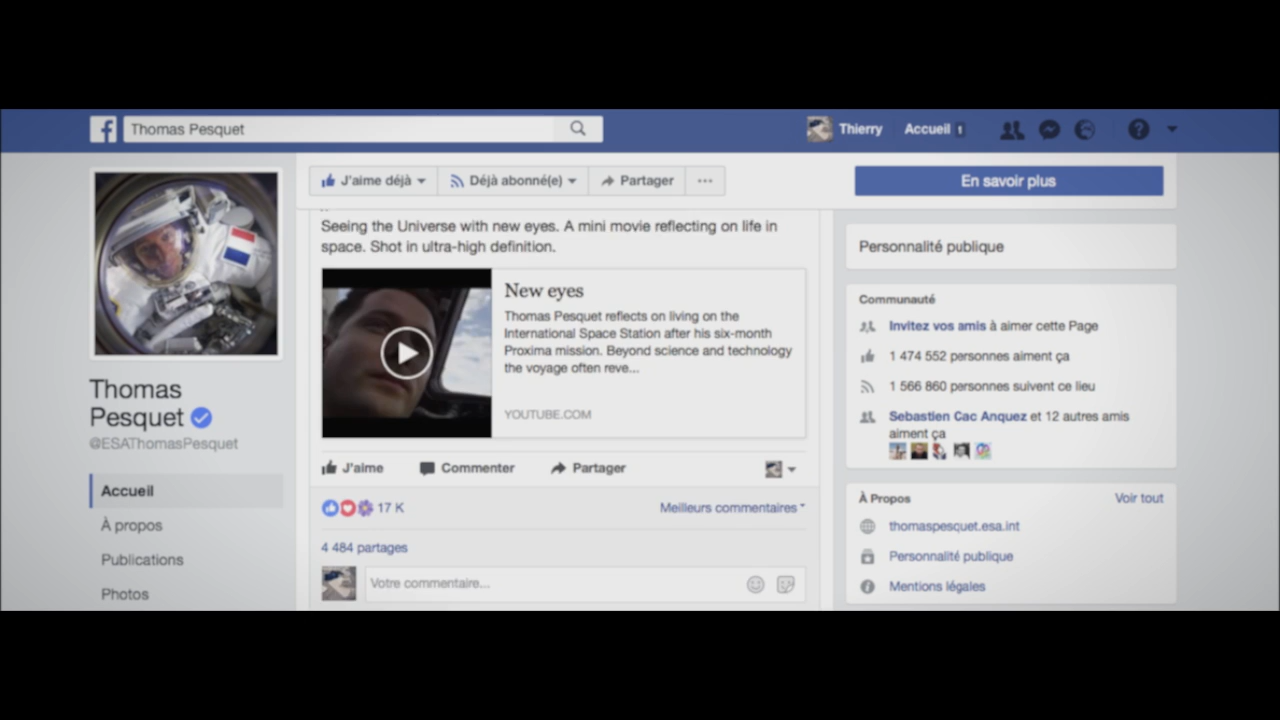 Thomas Pesquet
Thierry
Accueil 1
J'aime déjà
Déjà abonné(e)
Partager
En savoir plus
Thomas
Pesquet
@ESAThomasPesquet
Accueil
À propos
Publications
Photos
Seeing the Universe with new eyes. A mini movie reflecting on life in
space. Shot in ultra-high definition.
New eyes
Thomas Pesquet reflects on living on the
International Space Station after his six-month
Proxima mission. Beyond science and technology
the voyage often reve...
YOUTUBE.COM
J'aime
Commenter
Partager
17 K
Meilleurs commentaires
4 484 partages
Votre commentaire...
Personnalité publique
Communauté
Invitez vos amis à aimer cette Page
1 474 552 personnes aiment ça
1 566 860 personnes suivent ce lieu
Sebastien Cac Anquez et 12 autres amis
aiment ça
À Propos
Voir tout
thomaspesquet.esa.int
Personnalité publique
Mentions légales